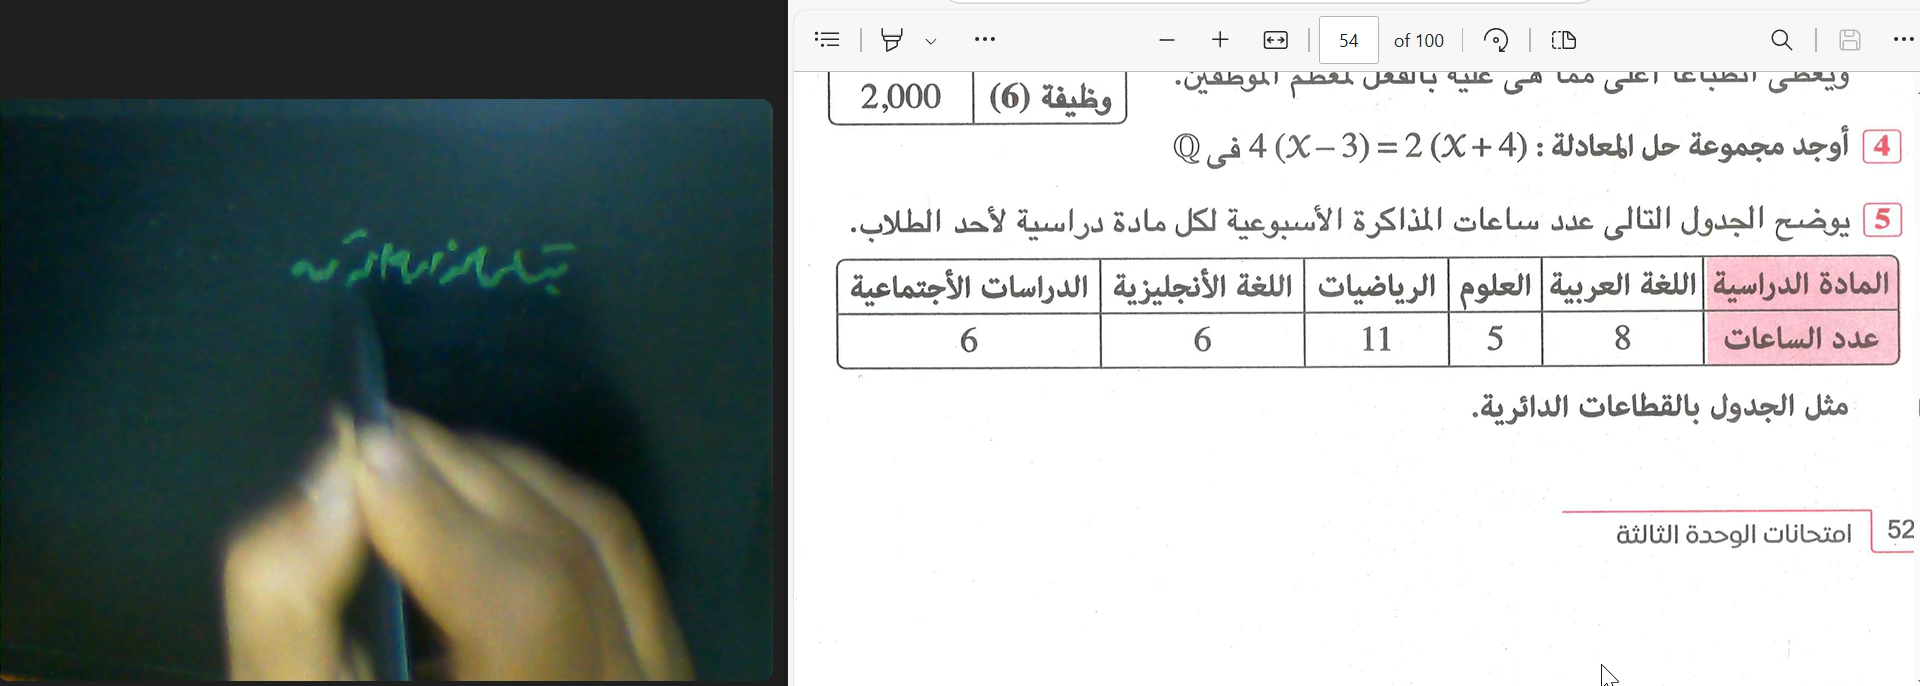 54 of 100
وظيفة (6) 2,000
4 أوجد مجموعة حل المعادلة : 4 (X – 3) = 2 (X + 4) فى ℚ
5 يوضح الجدول التالى عدد ساعات المذاكرة الأسبوعية لكل مادة دراسية لأحد الطلاب.
المادة الدراسية اللغة العربية العلوم الرياضيات اللغة الأنجليزية الدراسات الأجتماعية
عدد الساعات 8 5 11 6 6
مثل الجدول بالقطاعات الدائرية.
52 امتحانات الوحدة الثالثة